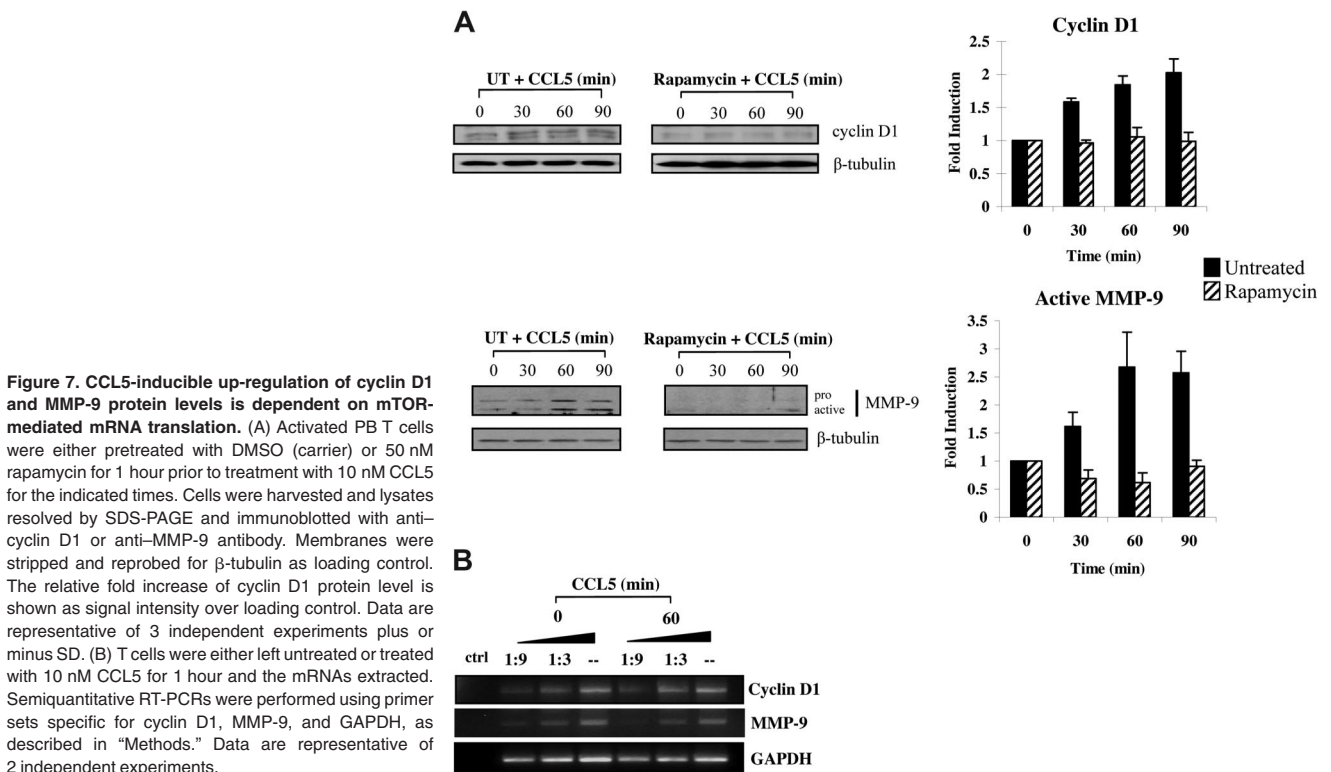 A
UT + CCL5 (min)
0 30 60 90
Rapamycin + CCL5 (min)
0 30 60 90
cyclin D1
β-tubulin
Cyclin D1
Fold Induction
2.5
2
1.5
1
0.5
0
0 30 60 90
Time (min)
Untreated
Rapamycin
UT + CCL5 (min)
0 30 60 90
Rapamycin + CCL5 (min)
0 30 60 90
pro
active
MMP-9
β-tubulin
Active MMP-9
Fold Induction
3.5
3
2.5
2
1.5
1
0.5
0
0 30 60 90
Time (min)
Figure 7. CCL5-inducible up-regulation of cyclin D1
and MMP-9 protein levels is dependent on mTOR-
mediated mRNA translation. (A) Activated PB T cells
were either pretreated with DMSO (carrier) or 50 nM
rapamycin for 1 hour prior to treatment with 10 nM CCL5
for the indicated times. Cells were harvested and lysates
resolved by SDS-PAGE and immunoblotted with anti–
cyclin D1 or anti–MMP-9 antibody. Membranes were
stripped and reprobed for β-tubulin as loading control.
The relative fold increase of cyclin D1 protein level is
shown as signal intensity over loading control. Data are
representative of 3 independent experiments plus or
minus SD. (B) T cells were either left untreated or treated
with 10 nM CCL5 for 1 hour and the mRNAs extracted.
Semiquantitative RT-PCRs were performed using primer
sets specific for cyclin D1, MMP-9, and GAPDH, as
described in “Methods.” Data are representative of
2 independent experiments.
B
CCL5 (min)
0 60
ctrl 1:9 1:3 -- 1:9 1:3 --
Cyclin D1
MMP-9
GAPDH